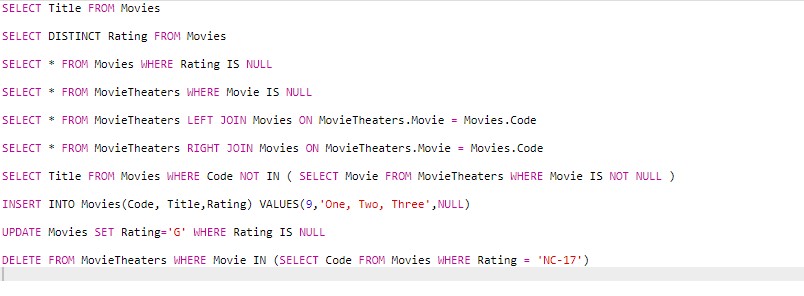 SELECT Title FROM Movies
SELECT DISTINCT Rating FROM Movies
SELECT * FROM Movies WHERE Rating IS NULL
SELECT * FROM MovieTheaters WHERE Movie IS NULL
SELECT * FROM MovieTheaters LEFT JOIN Movies ON MovieTheaters.Movie = Movies.Code
SELECT * FROM MovieTheaters RIGHT JOIN Movies ON MovieTheaters.Movie = Movies.Code
SELECT Title FROM Movies WHERE Code NOT IN ( SELECT Movie FROM MovieTheaters WHERE Movie IS NOT NULL )
INSERT INTO Movies(Code, Title,Rating) VALUES(9,'One, Two, Three',NULL)
UPDATE Movies SET Rating='G' WHERE Rating IS NULL
DELETE FROM MovieTheaters WHERE Movie IN (SELECT Code FROM Movies WHERE Rating = 'NC-17')